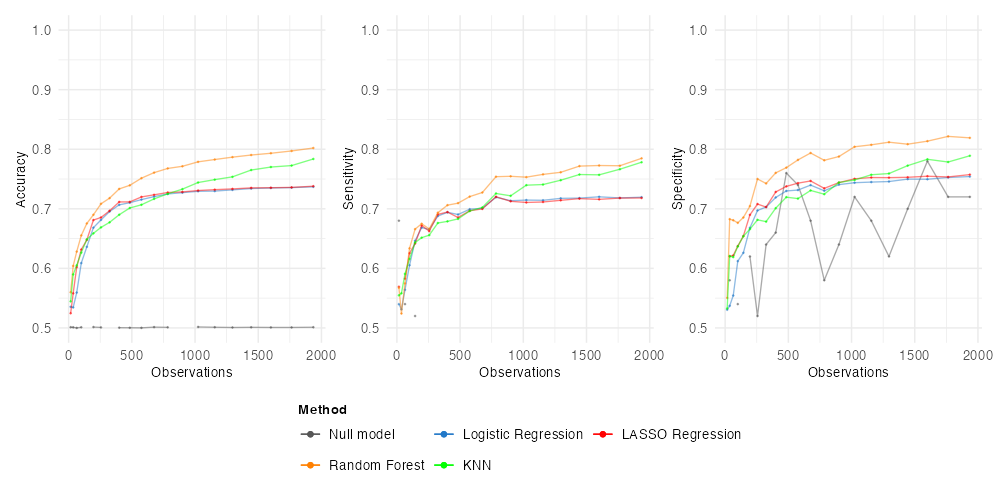 Accuracy
1.0
0.9
0.8
0.7
0.6
0.5
0 500 1000 1500 2000
Observations
Sensitivity
1.0
0.9
0.8
0.7
0.6
0.5
0 500 1000 1500 2000
Observations
Specificity
1.0
0.9
0.8
0.7
0.6
0.5
0 500 1000 1500 2000
Observations
Method
Null model Logistic Regression LASSO Regression
Random Forest KNN